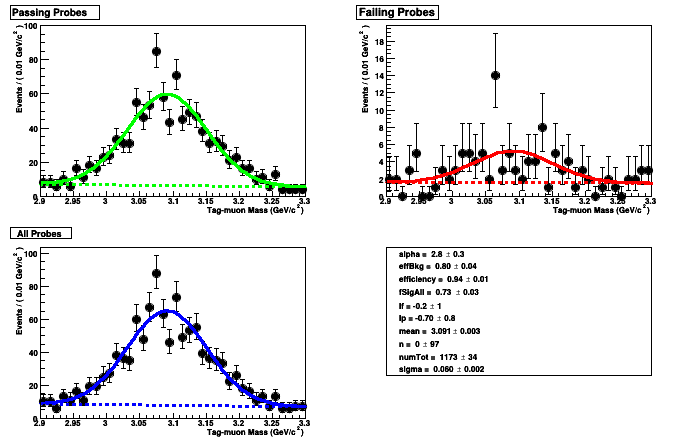 Passing Probes
Failing Probes
Events / ( 0.01 GeV/c² )
100
80
60
40
20
0
2.9 2.95 3 3.05 3.1 3.15 3.2 3.25 3.3
Tag-muon Mass (GeV/c²)
Events / ( 0.01 GeV/c² )
18
16
14
12
10
8
6
4
2
0
2.9 2.95 3 3.05 3.1 3.15 3.2 3.25 3.3
Tag-muon Mass (GeV/c²)
All Probes
Events / ( 0.01 GeV/c² )
100
80
60
40
20
0
2.9 2.95 3 3.05 3.1 3.15 3.2 3.25 3.3
Tag-muon Mass (GeV/c²)
alpha = 2.8 ± 0.3
effBkg = 0.80 ± 0.04
efficiency = 0.94 ± 0.01
fSigAll = 0.73 ± 0.03
lf = -0.2 ± 1
lp = -0.70 ± 0.8
mean = 3.091 ± 0.003
n = 0 ± 97
numTot = 1173 ± 34
sigma = 0.060 ± 0.002